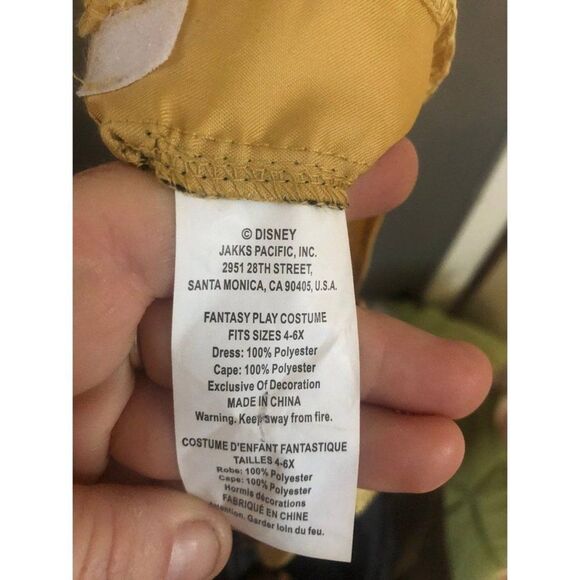 © DISNEY
JAKKS PACIFIC, INC.
2951 28TH STREET,
SANTA MONICA, CA 90405, U.S.A.
FANTASY PLAY COSTUME
FITS SIZES 4-6X
Dress: 100% Polyester
Cape: 100% Polyester
Exclusive Of Decoration
MADE IN CHINA
Warning. Keep away from fire.
COSTUME D'ENFANT FANTASTIQUE
TAILLES 4-6X
Robe: 100% Polyester
Cape: 100% Polyester
Hormis décorations
FABRIQUÉ EN CHINE
Attention. Garder loin du feu.